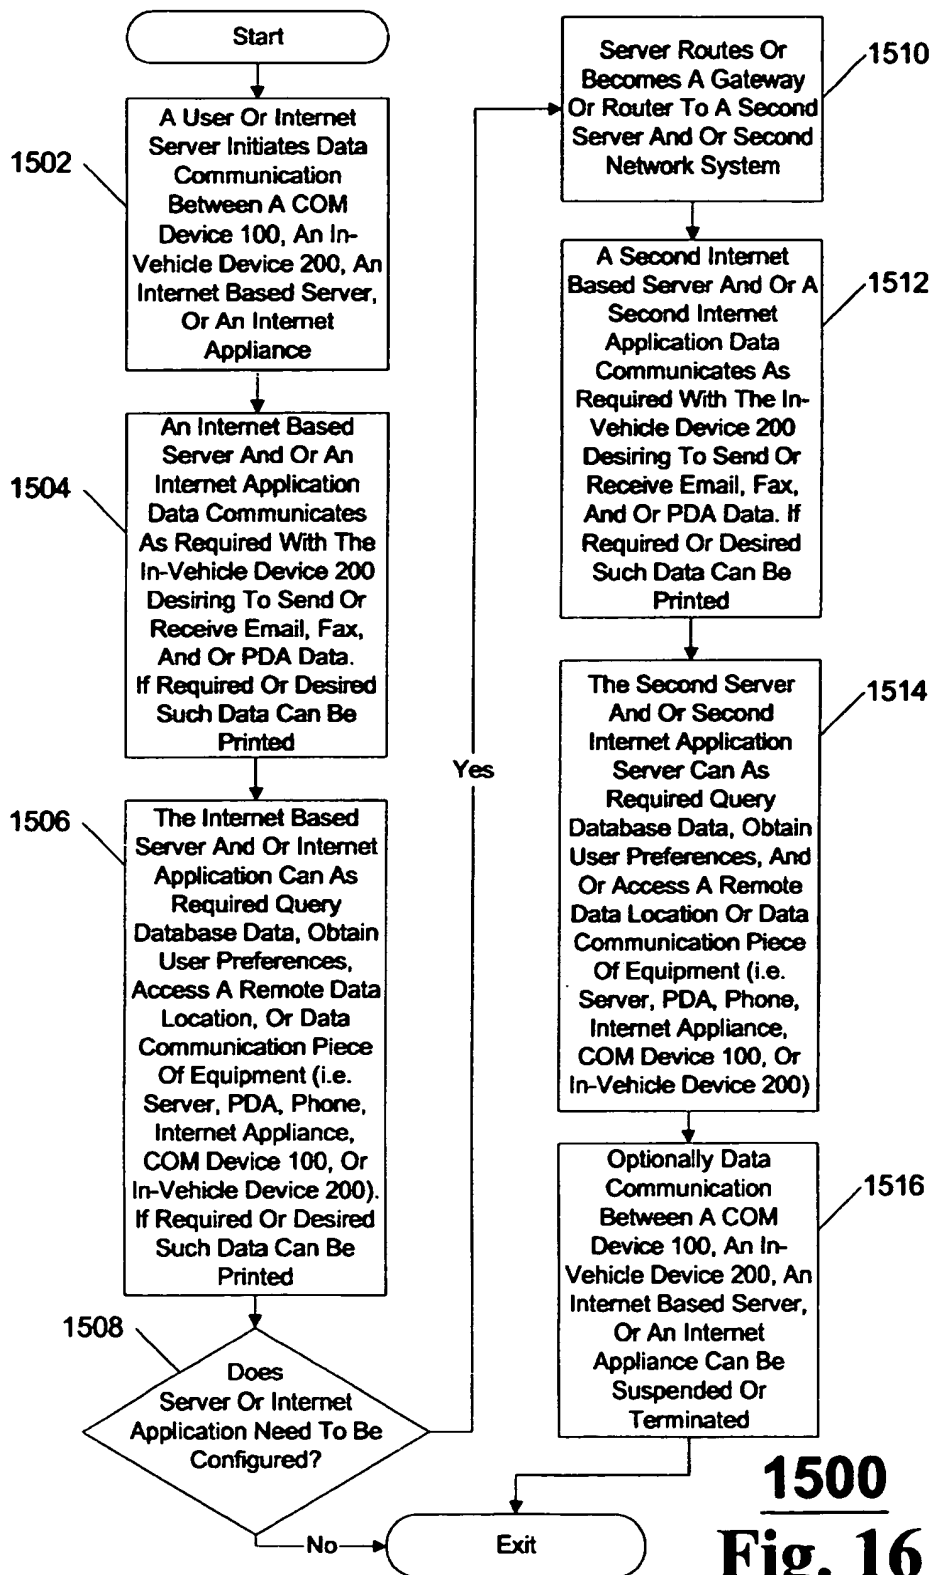 Start
1502
A User Or Internet
Server Initiates Data
Communication
Between A COM
Device 100, An In-
Vehicle Device 200, An
Internet Based Server,
Or An Internet
Appliance
1504
An Internet Based
Server And Or An
Internet Application
Data Communicates
As Required With The
In-Vehicle Device 200
Desiring To Send Or
Receive Email, Fax,
And Or PDA Data.
If Required Or Desired
Such Data Can Be
Printed
1506
The Internet Based
Server And Or Internet
Application Can As
Required Query
Database Data, Obtain
User Preferences,
Access A Remote Data
Location, Or Data
Communication Piece
Of Equipment (i.e.
Server, PDA, Phone,
Internet Appliance,
COM Device 100, Or
In-Vehicle Device 200).
If Required Or Desired
Such Data Can Be
Printed
1508
Does
Server Or Internet
Application Need To Be
Configured?
Yes
No
1510
Server Routes Or
Becomes A Gateway
Or Router To A Second
Server And Or Second
Network System
1512
A Second Internet
Based Server And Or A
Second Internet
Application Data
Communicates As
Required With The In-
Vehicle Device 200
Desiring To Send Or
Receive Email, Fax,
And Or PDA Data. If
Required Or Desired
Such Data Can Be
Printed
1514
The Second Server
And Or Second
Internet Application
Server Can As
Required Query
Database Data, Obtain
User Preferences, And
Or Access A Remote
Data Location Or Data
Communication Piece
Of Equipment (i.e.
Server, PDA, Phone,
Internet Appliance,
COM Device 100, Or
In-Vehicle Device 200)
1516
Optionally Data
Communication
Between A COM
Device 100, An In-
Vehicle Device 200, An
Internet Based Server,
Or An Internet
Appliance Can Be
Suspended Or
Terminated
Exit
1500
Fig. 16